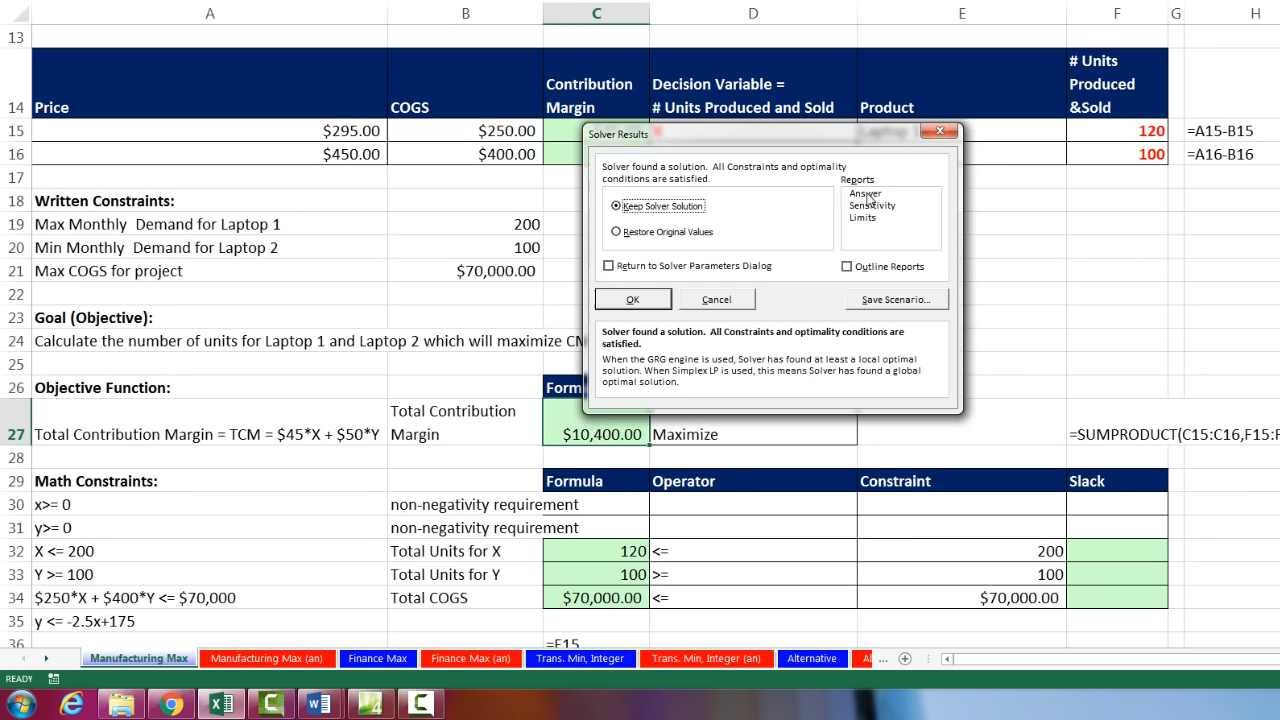 A B C D E F G H
13
14 Price COGS Contribution Margin Decision Variable = # Units Produced and Sold Product # Units Produced &Sold
15 $295.00 $250.00 120 =A15-B15
16 $450.00 $400.00 100 =A16-B16
17
18 Written Constraints:
19 Max Monthly Demand for Laptop 1 200
20 Min Monthly Demand for Laptop 2 100
21 Max COGS for project $70,000.00
22
23 Goal (Objective):
24 Calculate the number of units for Laptop 1 and Laptop 2 which will maximize CM
25
26 Objective Function:
27 Total Contribution Margin = TCM = $45*X + $50*Y Total Contribution Margin $10,400.00 Maximize =SUMPRODUCT(C15:C16,F15:F
28
29 Math Constraints: Formula Operator Constraint Slack
30 x>= 0 non-negativity requirement
31 y>= 0 non-negativity requirement
32 X <= 200 Total Units for X 120 <= 200
33 Y >= 100 Total Units for Y 100 >= 100
34 $250*X + $400*Y <= $70,000 Total COGS $70,000.00 <= $70,000.00
35 y <= -2.5x+175
36 =F15
Solver Results
Solver found a solution. All Constraints and optimality
conditions are satisfied.
Reports
Keep Solver Solution
Restore Original Values
Answer
Sensitivity
Limits
Return to Solver Parameters Dialog
Outline Reports
OK Cancel Save Scenario...
Solver found a solution. All Constraints and optimality conditions are
satisfied.
When the GRG engine is used, Solver has found at least a local optimal
solution. When Simplex LP is used, this means Solver has found a global
optimal solution.
Manufacturing Max Manufacturing Max (an) Finance Max Finance Max (an) Trans. Min, Integer Trans. Min, Integer (an) Alternative ...
READY